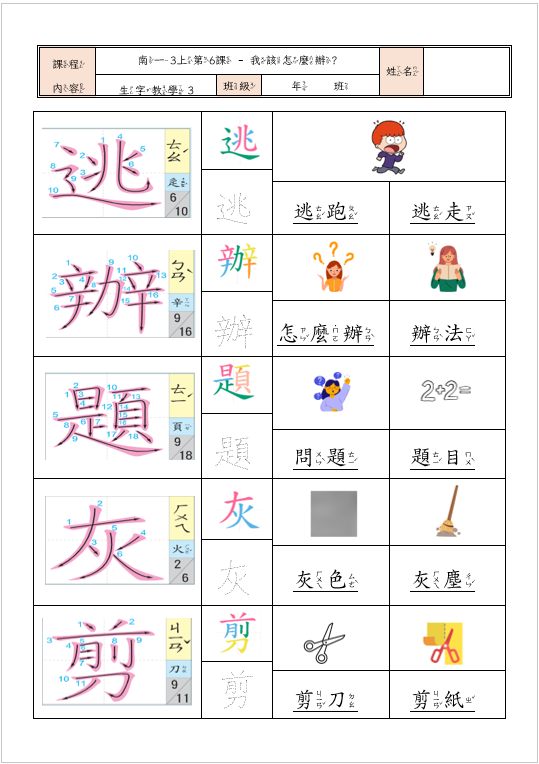 課程內容 南一 3上第6課 - 我該怎麼辦? 姓名
生字教學 3 班級 年 班
逃 ㄊㄠˊ 辵 6 10 逃
逃
逃跑 逃走
辦 ㄅㄢˋ 辛 9 16 辦
辦
怎麼辦 辦法
題 ㄊㄧˊ 頁 9 18 題
題
2+2=
問題 題目
灰 ㄏㄨㄟ 火 2 6 灰
灰
灰色 灰塵
剪 ㄐㄧㄢˇ 刀 9 11 剪
剪
剪刀 剪紙